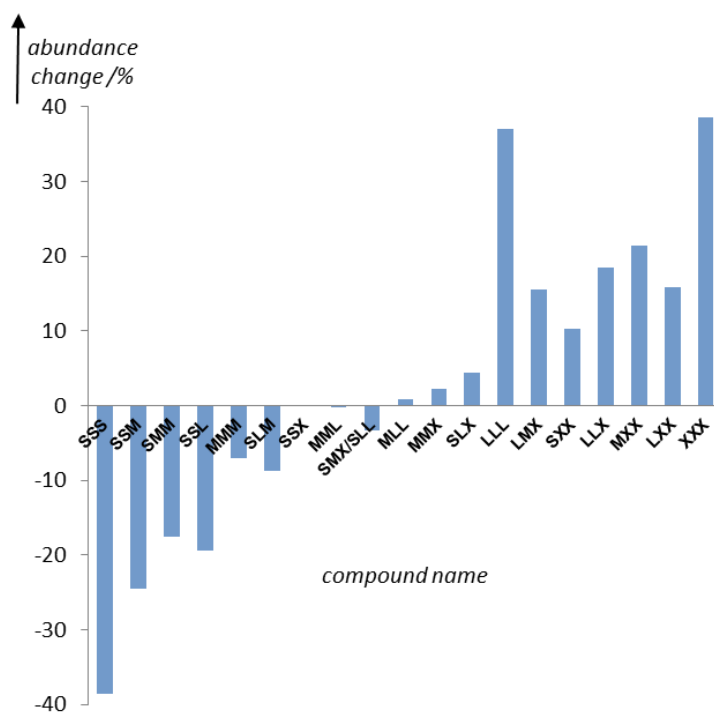 abundance
change /%
40
30
20
10
0
-10
-20
-30
-40
SSS
SSM
SMM
SSL
MMM
SLM
SSX
MML
SMX/SLL
MLL
MMX
SLX
LLL
LMX
SXX
LLX
MXX
LXX
XXX
compound name